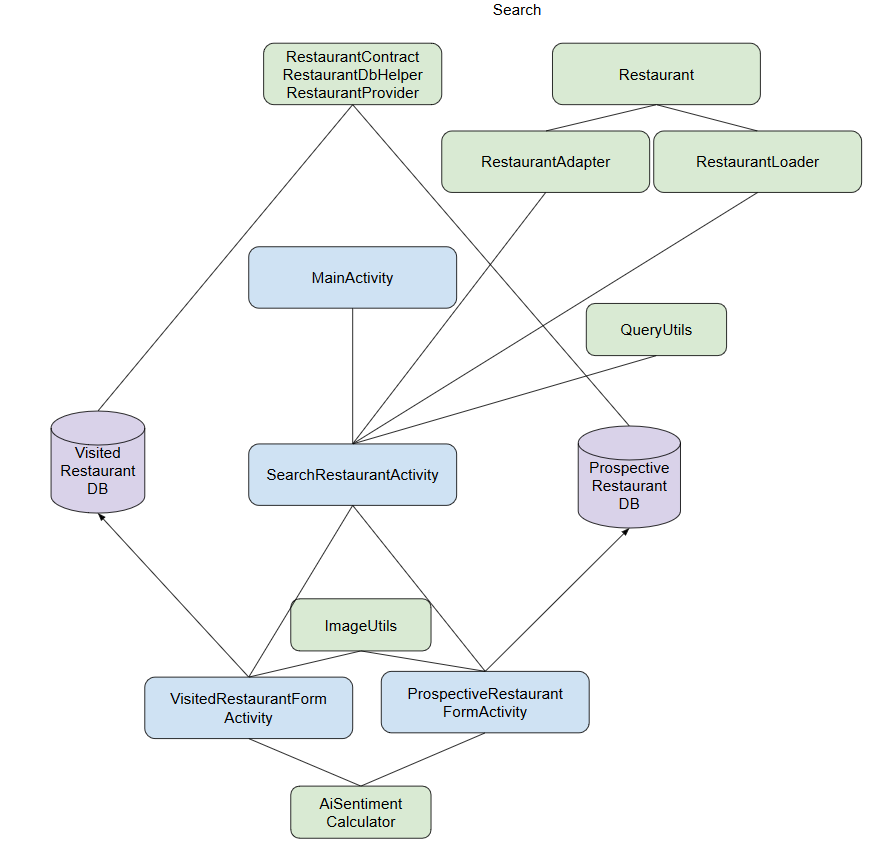 Search
RestaurantContract
RestaurantDbHelper
RestaurantProvider
Restaurant
RestaurantAdapter
RestaurantLoader
MainActivity
QueryUtils
Visited
Restaurant
DB
SearchRestaurantActivity
Prospective
Restaurant
DB
ImageUtils
VisitedRestaurantForm
Activity
ProspectiveRestaurant
FormActivity
AiSentiment
Calculator